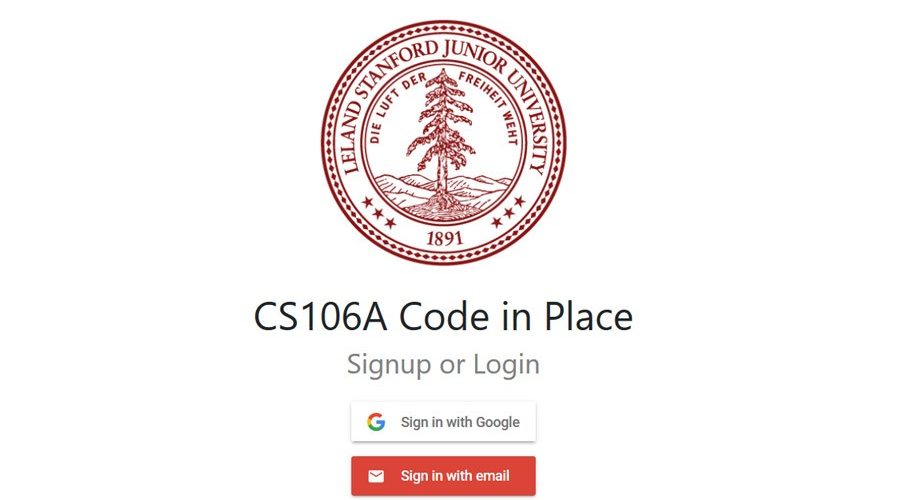 LELAND STANFORD JUNIOR UNIVERSITY
DIE LUFT DER FREIHEIT WEHT
1891
CS106A Code in Place
Signup or Login
Sign in with Google
Sign in with email